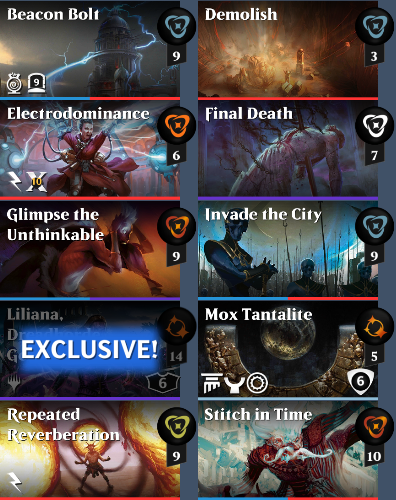 Beacon Bolt
9
9
Demolish
3
Electrodominance
6
X
10
Final Death
7
Glimpse the
Unthinkable
9
Invade the City
9
Liliana,
EXCLUSIVE!
14
6
Mox Tantalite
5
6
Repeated
Reverberation
9
Stitch in Time
10